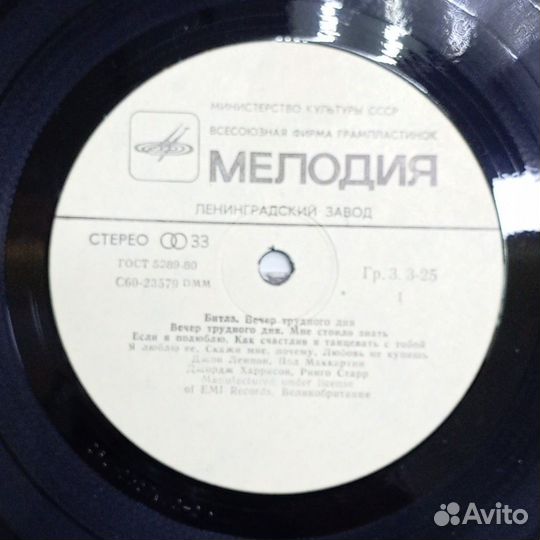 МИНИСТЕРСТВО КУЛЬТУРЫ СССР
ВСЕСОЮЗНАЯ ФИРМА ГРАМПЛАСТИНОК
МЕЛОДИЯ
ЛЕНИНГРАДСКИЙ ЗАВОД
СТЕРЕО 33
ГОСТ 5289-80
Гр. 3. 3-25
С60-23579 DMM
1
Битлз. Вечер трудного дня
Вечер трудного дня. Мне стоило знать
Если я полюблю. Как счастлив я танцевать с тобой
Я люблю ее. Скажи мне, почему. Любовь не купишь
Джон Леннон, Пол Маккартни
Джордж Харрисон, Ринго Старр
Manufactured under license
of EMI Records, Великобритания
Avito